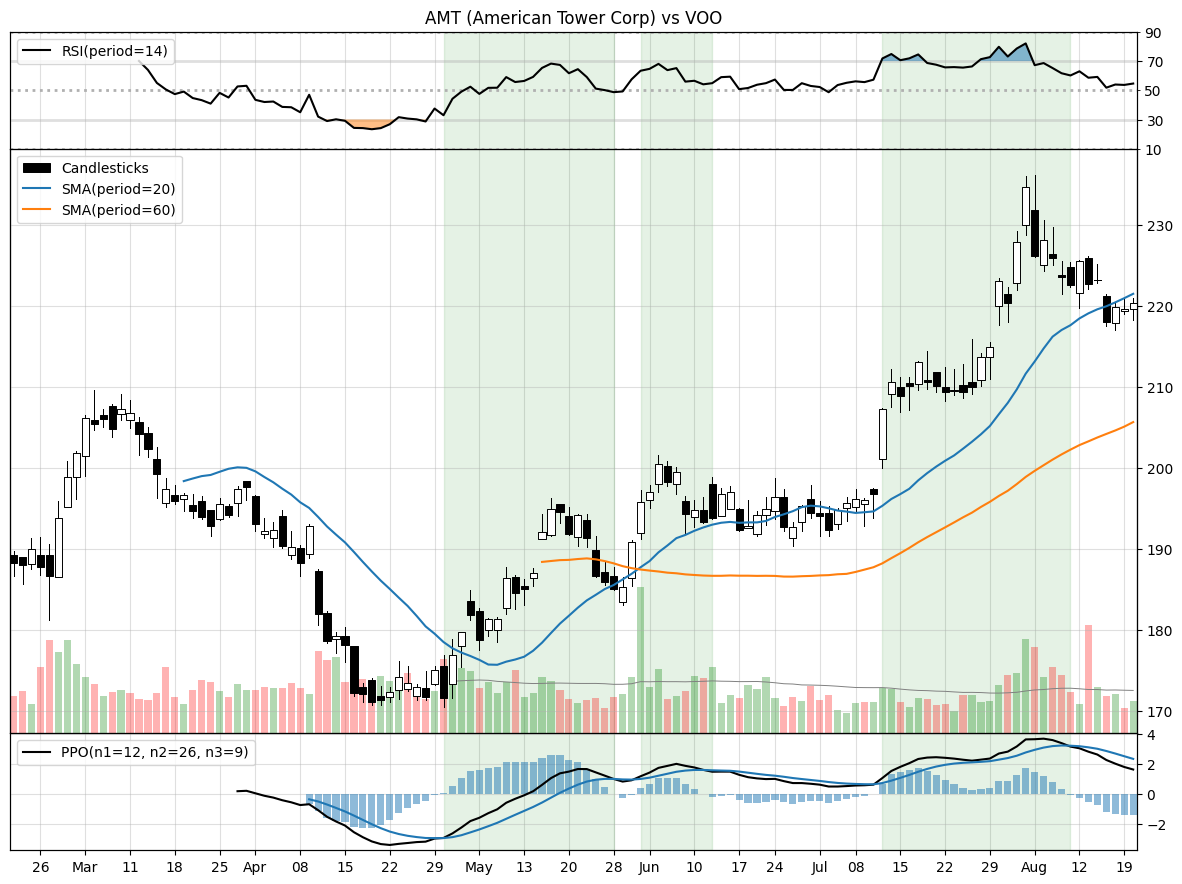 AMT (American Tower Corp) vs VOO
RSI(period=14)
90
70
50
30
10
Candlesticks
SMA(period=20)
SMA(period=60)
230
220
210
200
190
180
170
PPO(n1=12, n2=26, n3=9)
4
2
0
−2
26 Mar 11 18 25 Apr 08 15 22 29 May 13 20 28 Jun 10 17 24 Jul 08 15 22 29 Aug 12 19